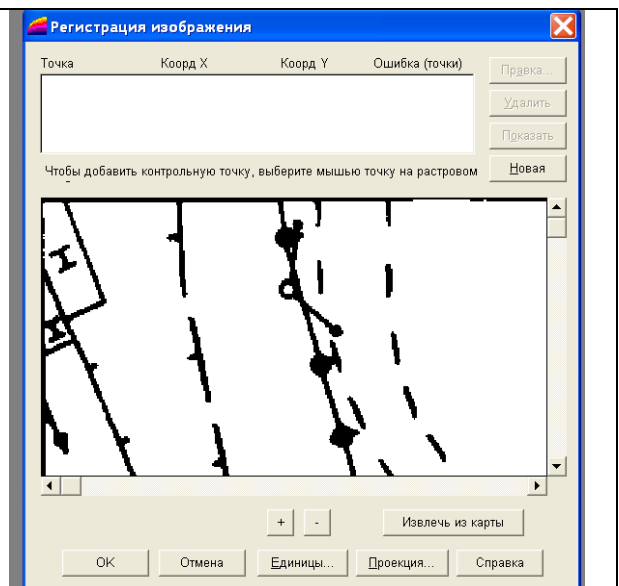 Регистрация изображения
Точка Коорд X Коорд Y Ошибка (точки)
Правка...
Удалить
Показать
Новая
Чтобы добавить контрольную точку, выберите мышью точку на растровом
Н
+ -
Извлечь из карты
OK Отмена Единицы... Проекция... Справка